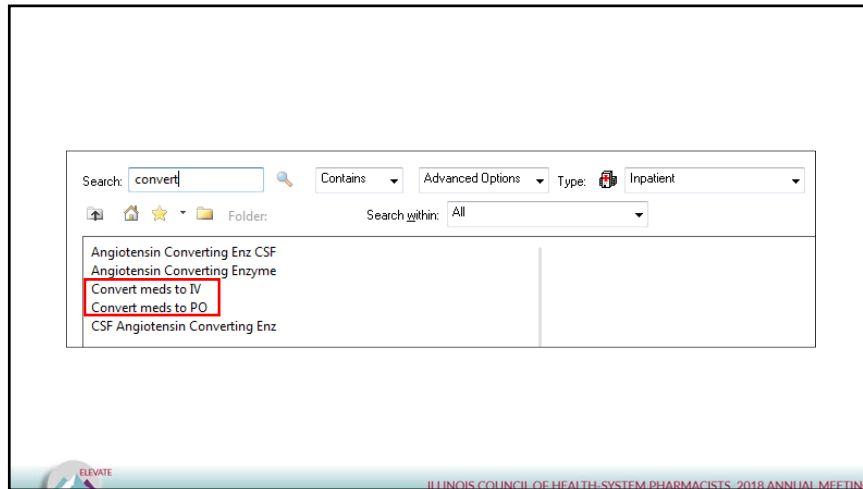 Search: convert Contains Advanced Options Type: Inpatient
Folder: Search within: All
Angiotensin Converting Enz CSF
Angiotensin Converting Enzyme
Convert meds to IV
Convert meds to PO
CSF Angiotensin Converting Enz
ELEVATE
ILLINOIS COUNCIL OF HEALTH-SYSTEM PHARMACISTS 2018 ANNUAL MEETIN